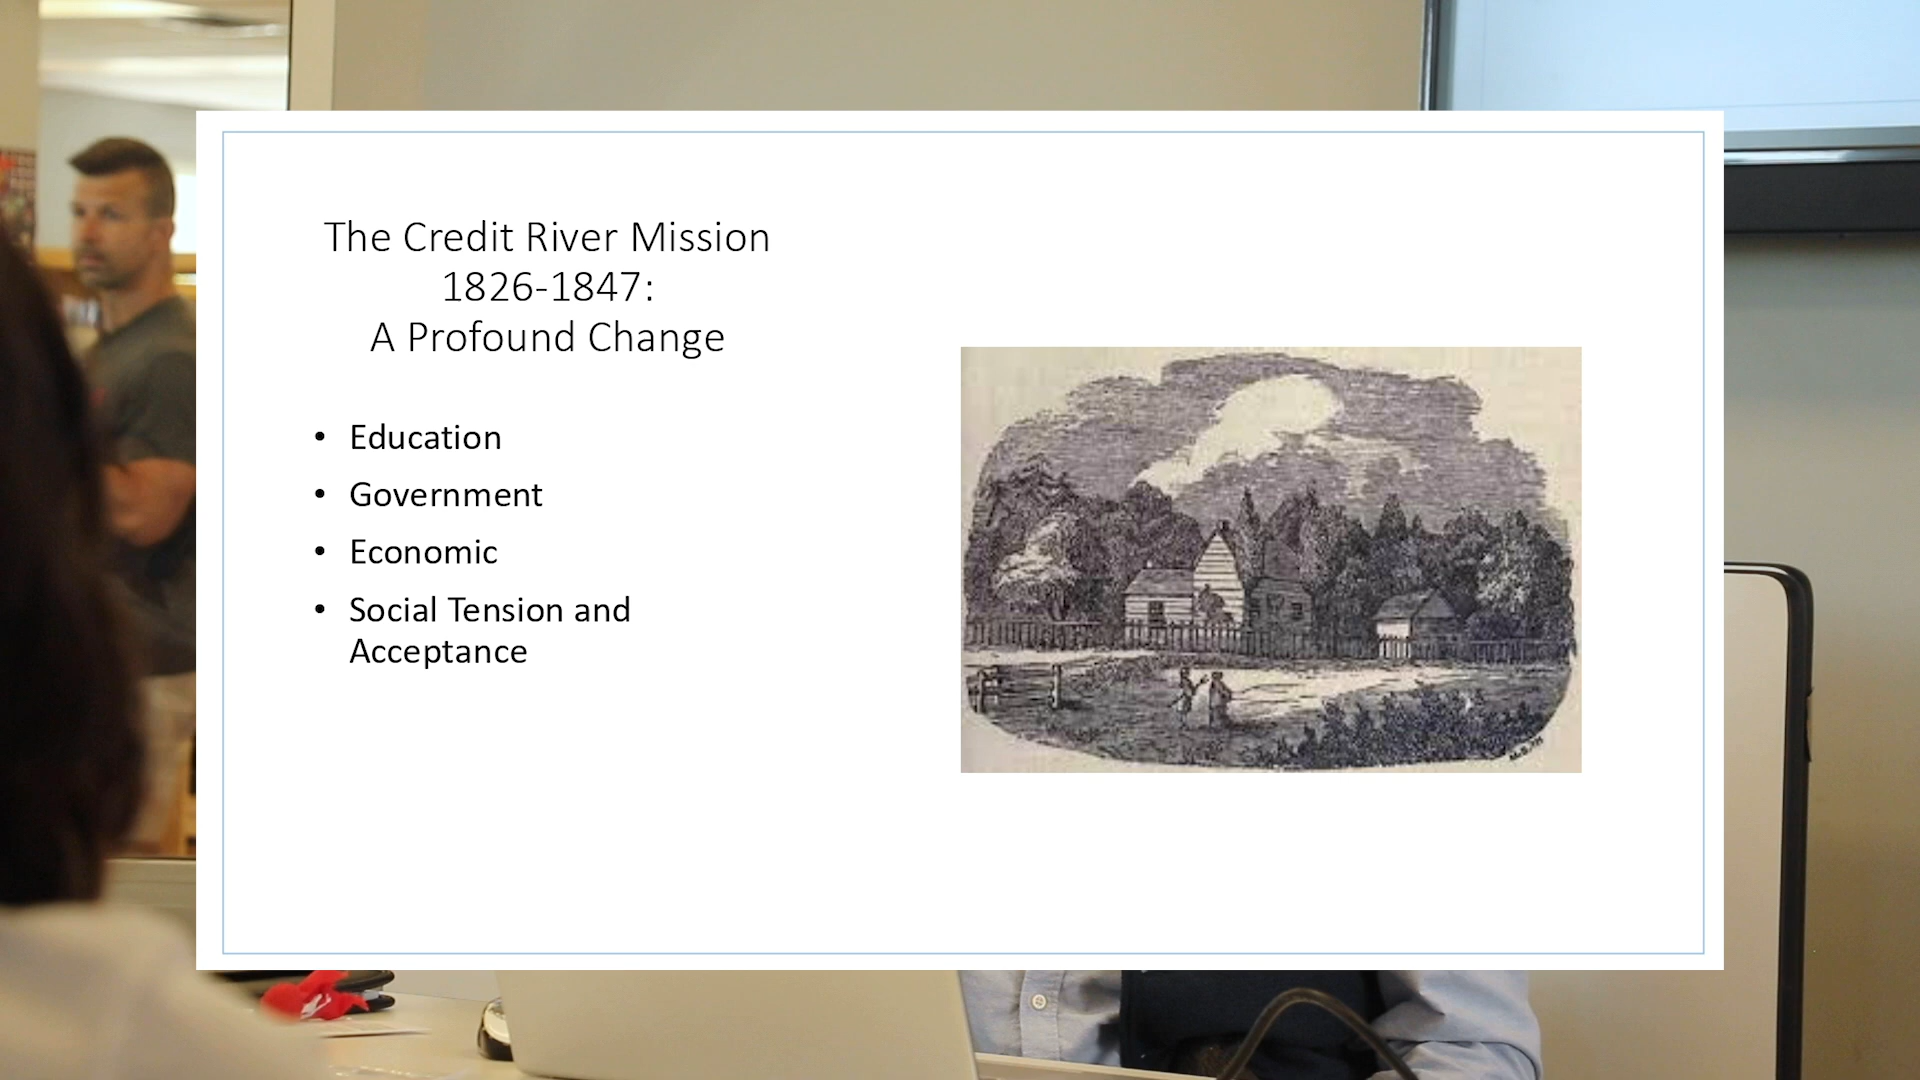 The Credit River Mission
1826-1847:
A Profound Change
• Education
• Government
• Economic
• Social Tension and
Acceptance